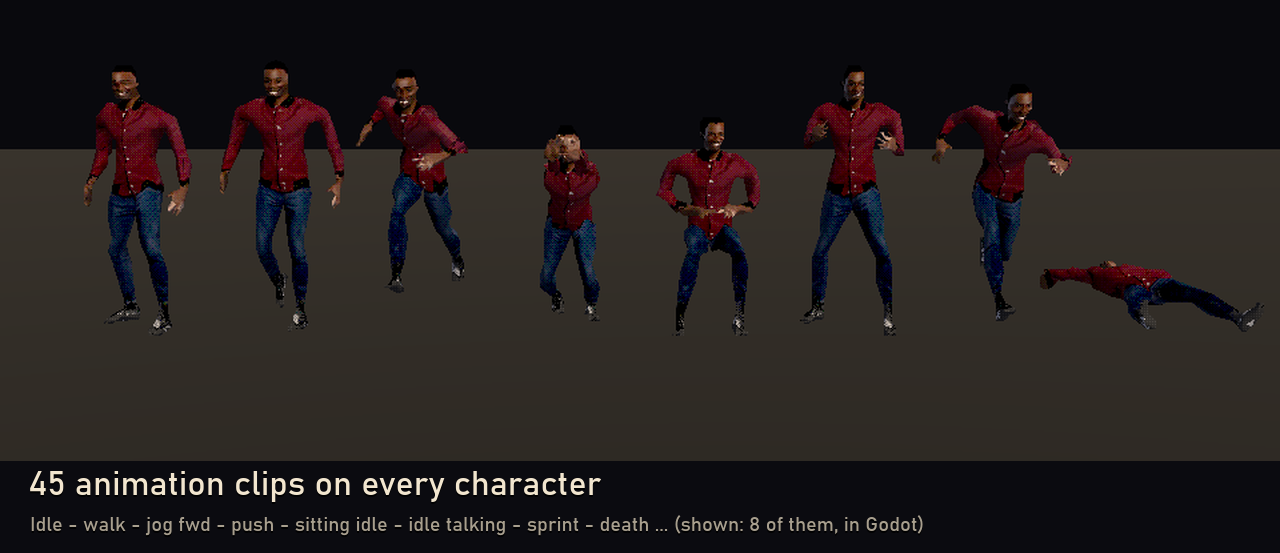 45 animation clips on every character
Idle - walk - jog fwd - push - sitting idle - idle talking - sprint - death ... (shown: 8 of them, in Godot)